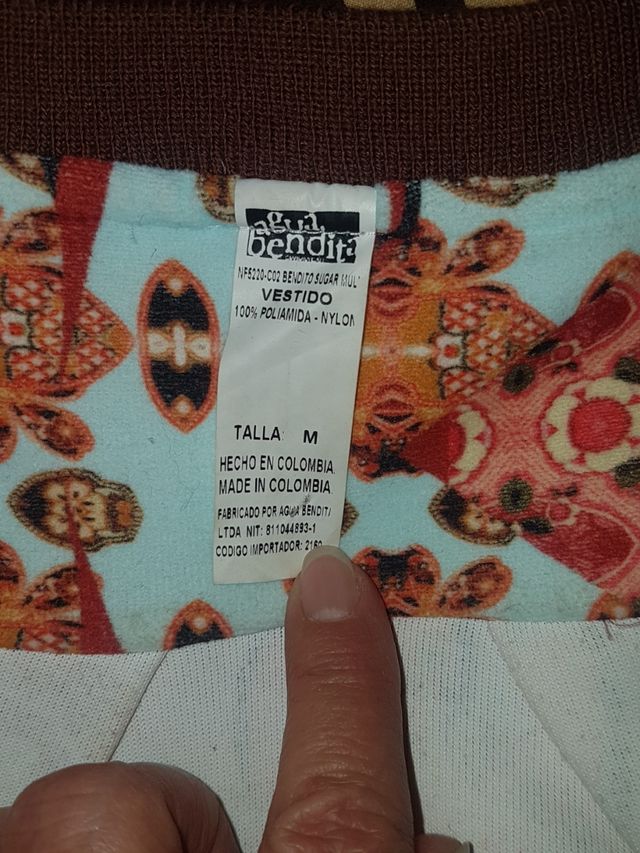 agua
bendita
NF5220-C02 BENDITO SUGAR MUL
VESTIDO
100% POLIAMIDA - NYLON
TALLA: M
HECHO EN COLOMBIA
MADE IN COLOMBIA
FABRICADO POR AGUA BENDITA
LTDA NIT: 811044893-1
CODIGO IMPORTADOR: 2160